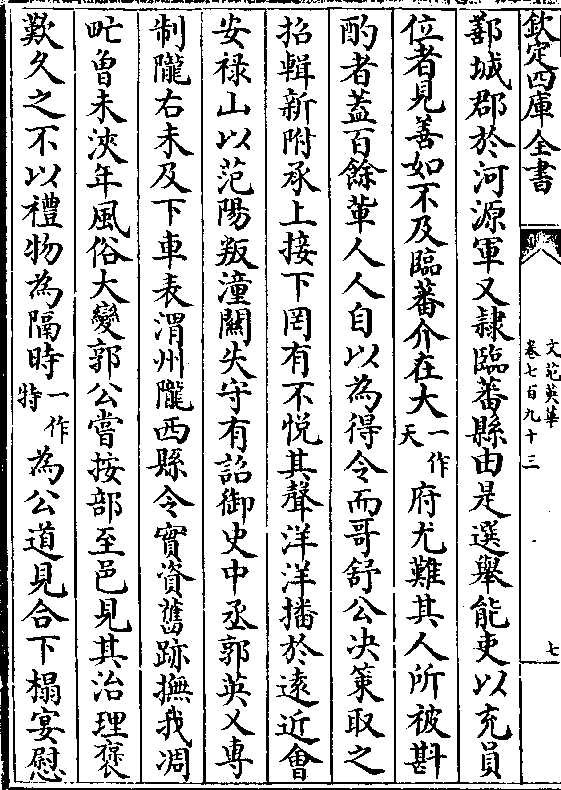 欽定四庫全書
文苑英華
卷七百九十三
七
鄯城郡於河源軍又隸臨蕃縣由是選舉能吏以充員
位者見善如不及臨蕃介在大一作天府尤難其人所被斟
酌者蓋百餘軰人人自以為得令而哥舒公决策取之
招輯新附承上接下罔有不悦其聲洋洋播於逺近會
安禄山以范陽叛潼關失守有詔御史中丞郭英乂専
制隴右未及下車表渭州隴西縣令實資舊跡撫我凋
甿曽未浹年風俗大變郭公嘗按部至邑見其治理褒
歎久之不以禮物為隔時一作特為公道見合下榻宴慰